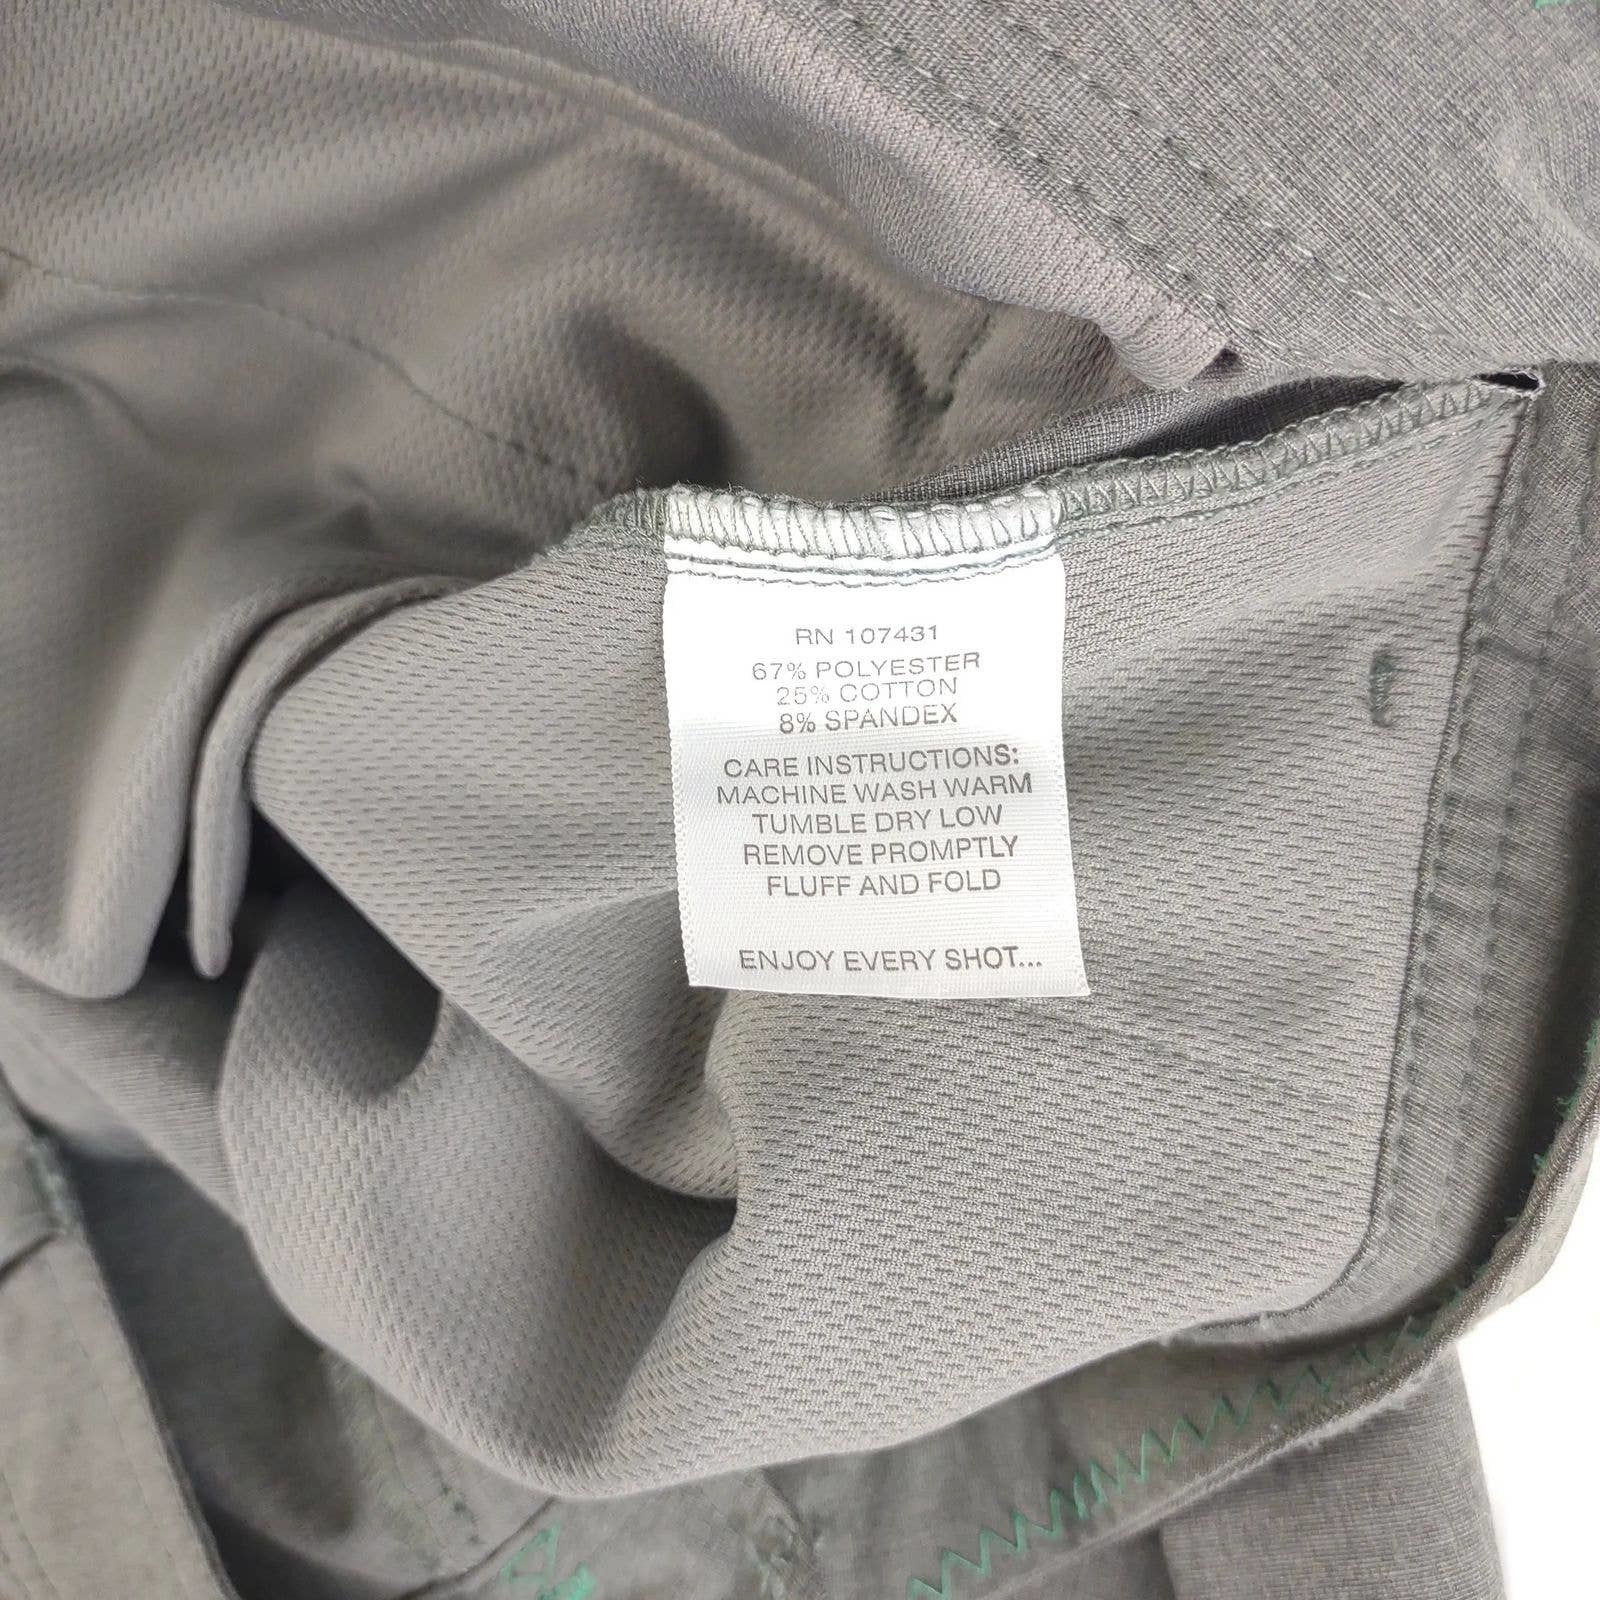 RN 107431
67% POLYESTER
25% COTTON
8% SPANDEX
CARE INSTRUCTIONS:
MACHINE WASH WARM
TUMBLE DRY LOW
REMOVE PROMPTLY
FLUFF AND FOLD
ENJOY EVERY SHOT...